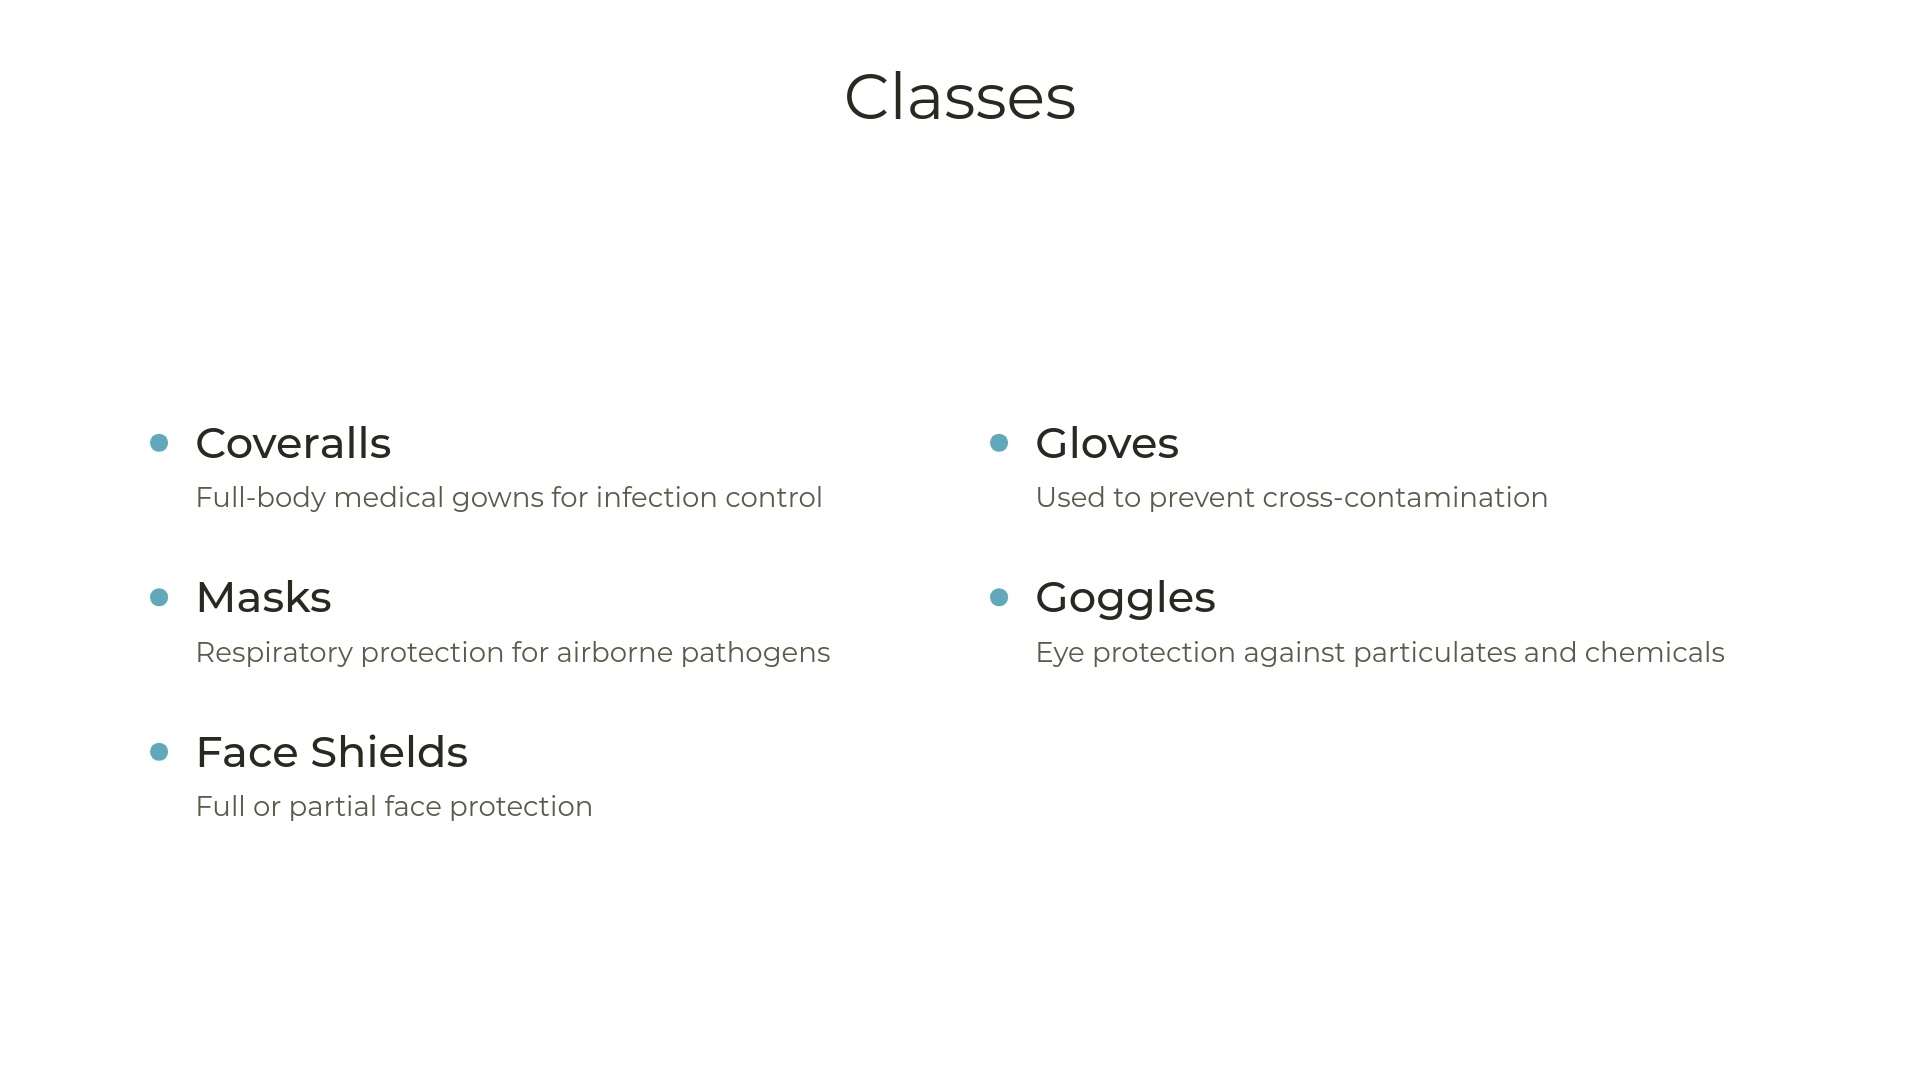 Classes
Coveralls
Full-body medical gowns for infection control
Gloves
Used to prevent cross-contamination
Masks
Respiratory protection for airborne pathogens
Goggles
Eye protection against particulates and chemicals
Face Shields
Full or partial face protection